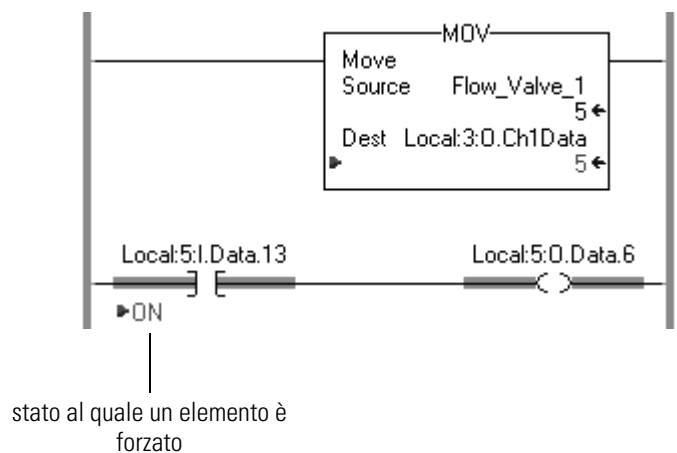 MOV
Move
Source Flow_Valve_1
5
Dest Local:3:O.Ch1Data
5
Local:5:I.Data.13 Local:5:O.Data.6
ON
stato al quale un elemento è
forzato